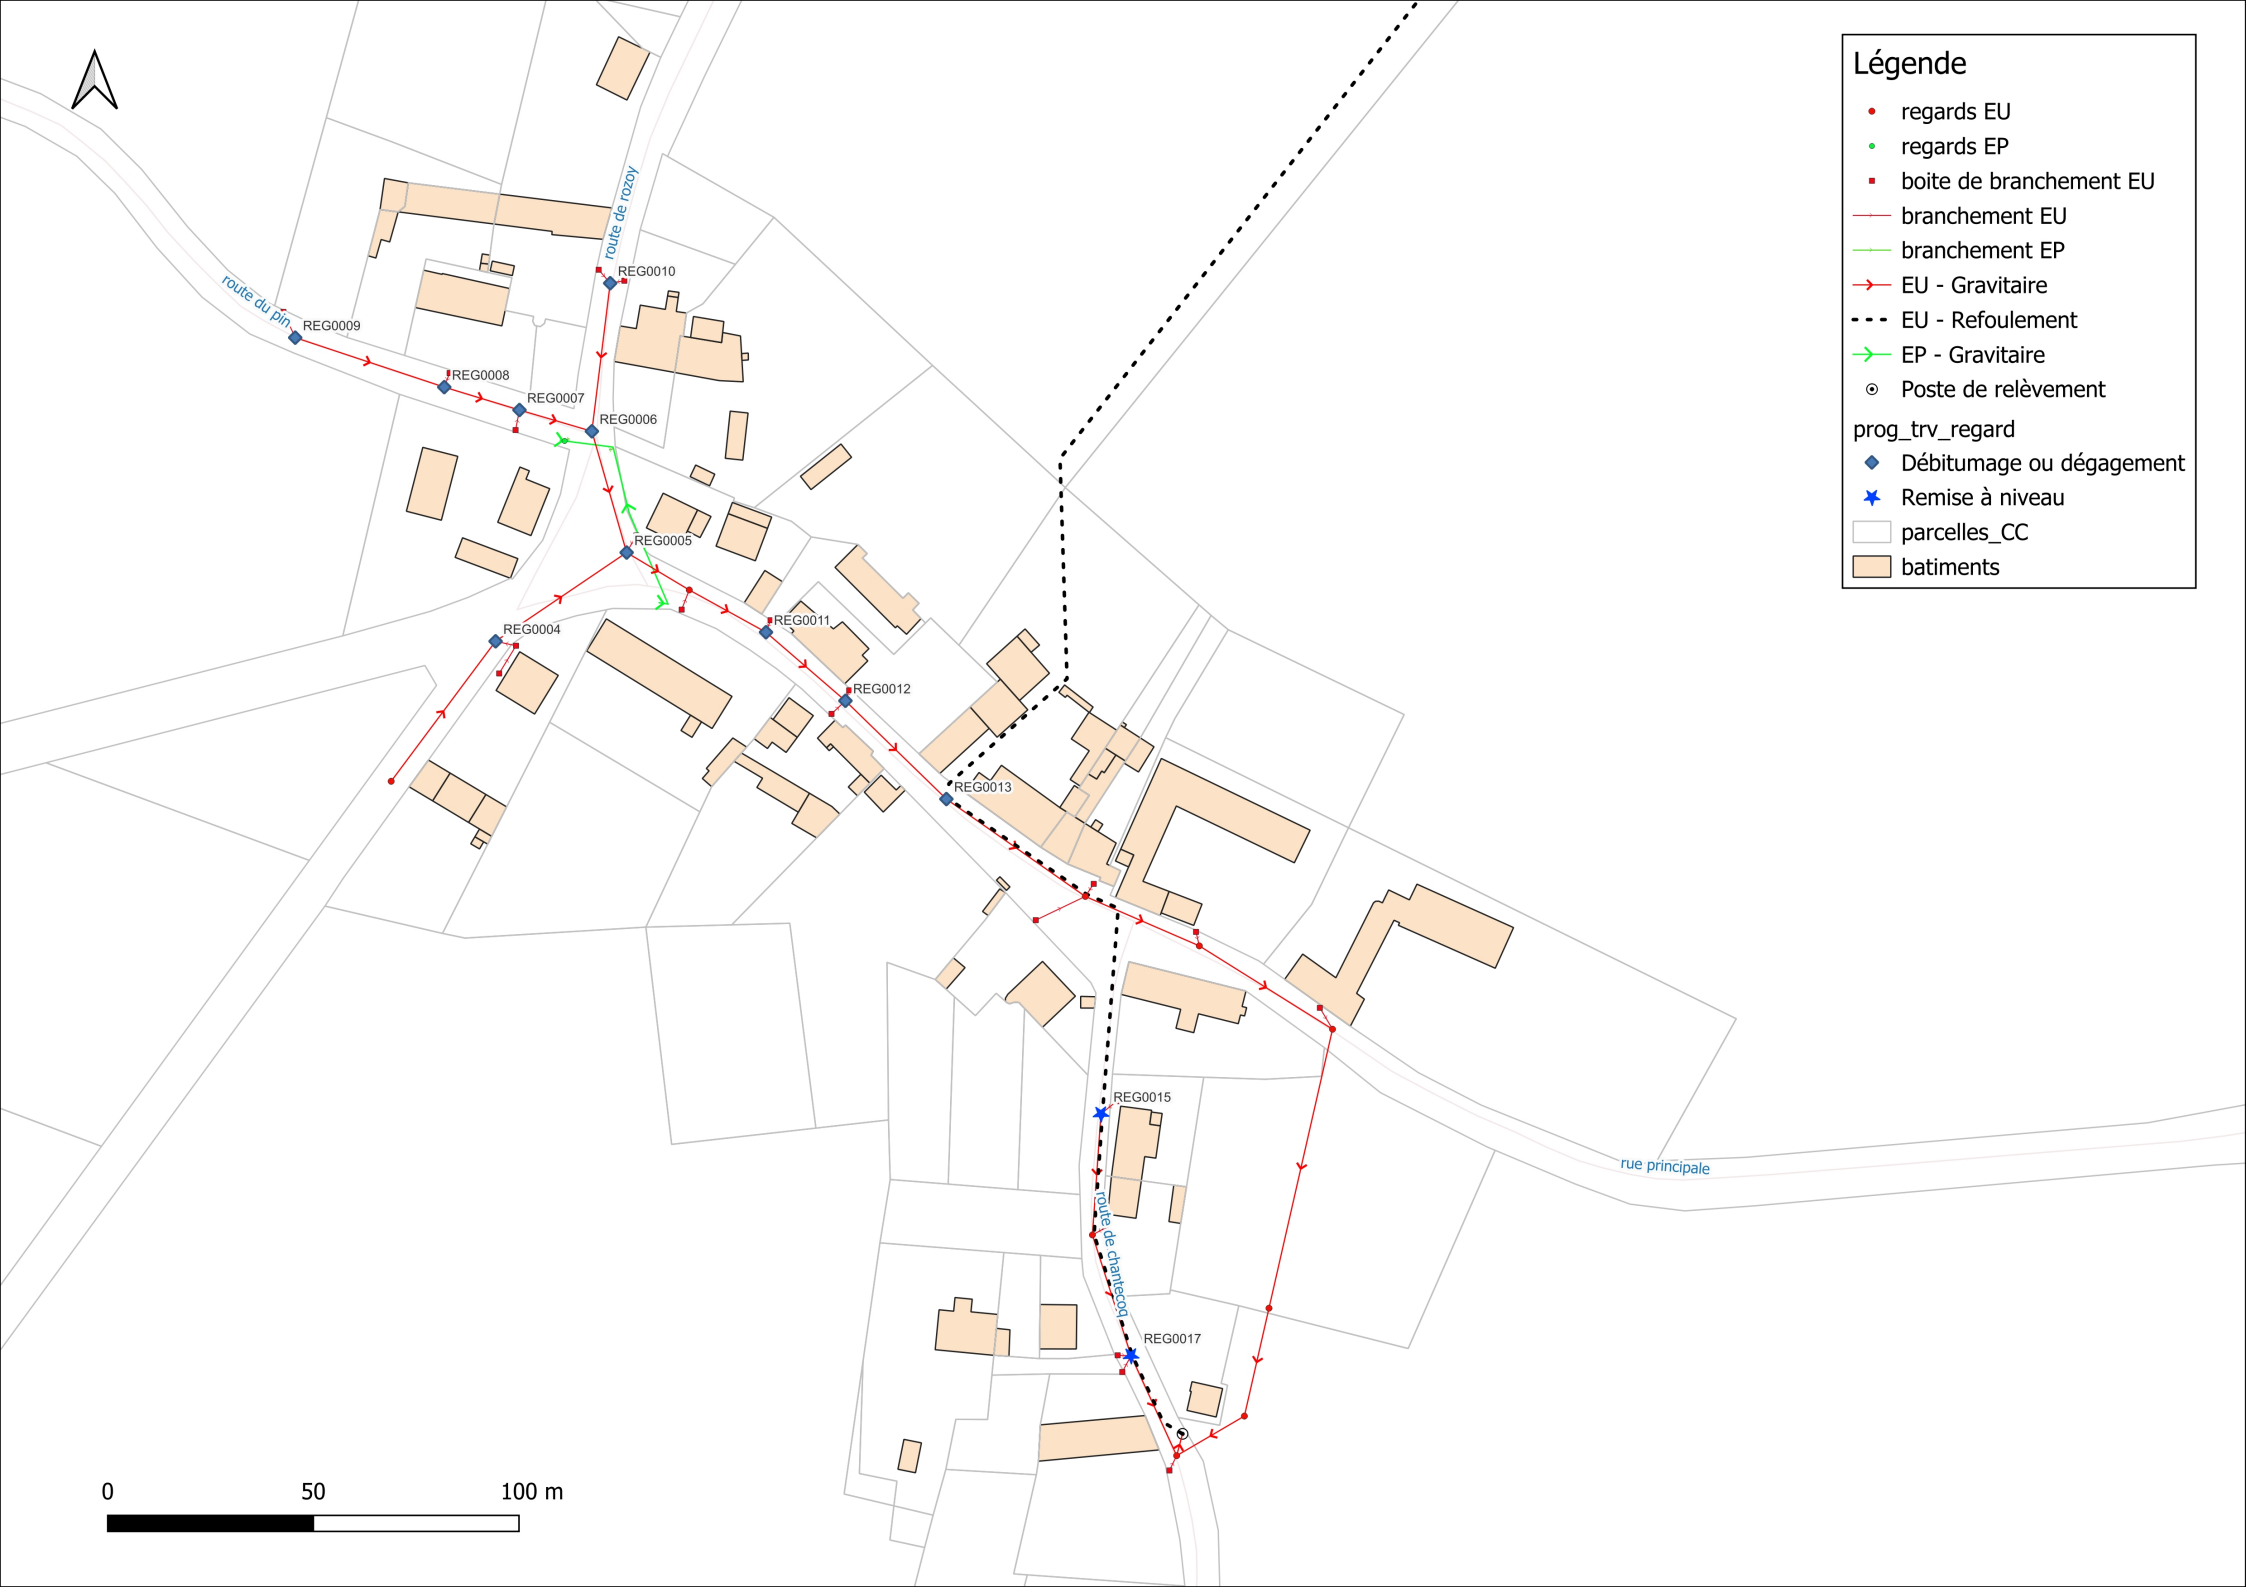 Légende
regards EU
regards EP
boite de branchement EU
branchement EU
branchement EP
EU - Gravitaire
EU - Refoulement
EP - Gravitaire
Poste de relèvement
prog_trv_regard
Débitumage ou dégagement
Remise à niveau
parcelles_CC
batiments
route de rozoy
REG0010
route du pin
REG0009
REG0008
REG0007
REG0006
REG0005
REG0011
REG0004
REG0012
REG0013
REG0015
rue principale
route de chantecoq
REG0017
0 50 100 m